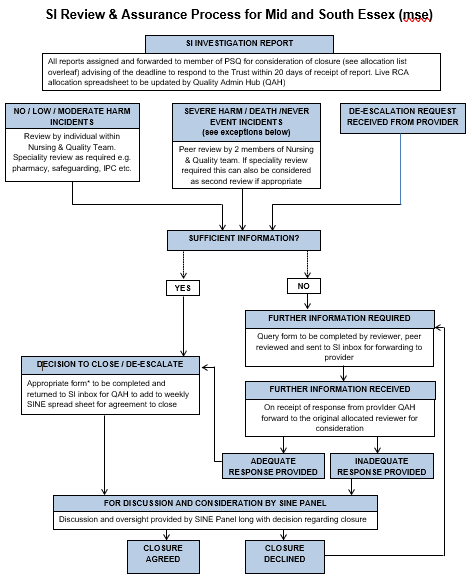 SI Review & Assurance Process for Mid and South Essex (mse)
SI INVESTIGATION REPORT
All reports assigned and forwarded to member of PSQ for consideration of closure (see allocation list
overleaf) advising of the deadline to respond to the Trust within 20 days of receipt of report. Live RCA
allocation spreadsheet to be updated by Quality Admin Hub (QAH)
NO / LOW / MODERATE HARM
INCIDENTS
Review by individual within
Nursing & Quality Team.
Speciality review as required e.g.
pharmacy, safeguarding, IPC etc.
SEVERE HARM / DEATH /NEVER
EVENT INCIDENTS
(see exceptions below)
Peer review by 2 members of Nursing
& Quality team. If speciality review
required this can also be considered
as second review if appropriate
DE-ESCALATION REQUEST
RECEIVED FROM PROVIDER
SUFFICIENT INFORMATION?
YES
NO
FURTHER INFORMATION REQUIRED
Query form to be completed by reviewer, peer
reviewed and sent to SI inbox for forwarding to
provider
DECISION TO CLOSE / DE-ESCALATE
Appropriate form* to be completed and
returned to SI inbox for QAH to add to weekly
SINE spread sheet for agreement to close
FURTHER INFORMATION RECEIVED
On receipt of response from provider QAH
forward to the original allocated reviewer for
consideration
ADEQUATE
RESPONSE PROVIDED
INADEQUATE
RESPONSE PROVIDED
FOR DISCUSSION AND CONSIDERATION BY SINE PANEL
Discussion and oversight provided by SINE Panel long with decision regarding closure
CLOSURE
AGREED
CLOSURE
DECLINED